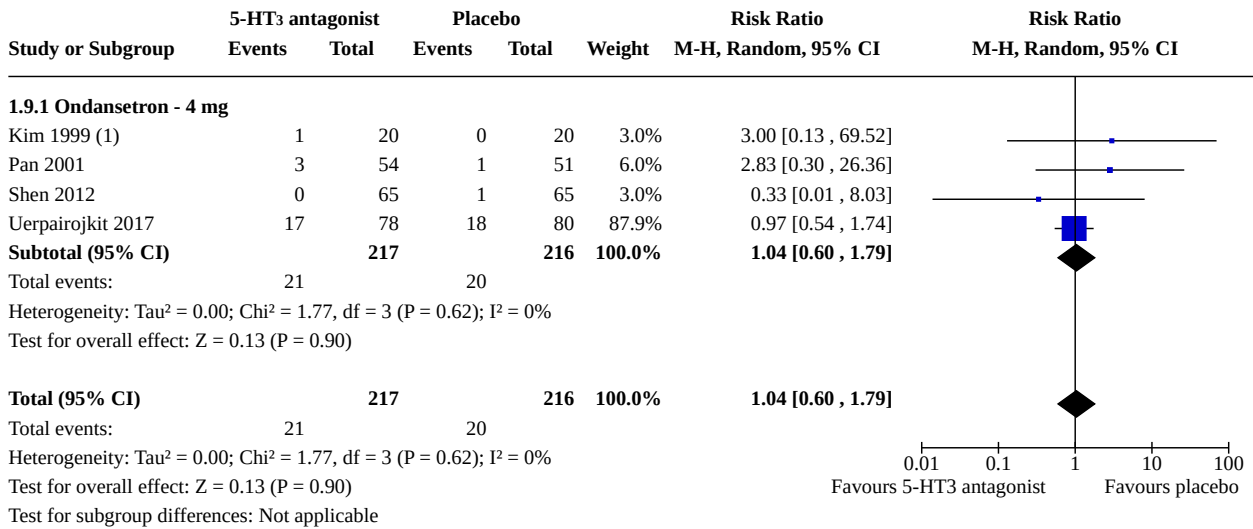 5-HT3 antagonist Placebo Risk Ratio Risk Ratio
Study or Subgroup Events Total Events Total Weight M-H, Random, 95% CI M-H, Random, 95% CI
1.9.1 Ondansetron - 4 mg
Kim 1999 (1) 1 20 0 20 3.0% 3.00 [0.13 , 69.52]
Pan 2001 3 54 1 51 6.0% 2.83 [0.30 , 26.36]
Shen 2012 0 65 1 65 3.0% 0.33 [0.01 , 8.03]
Uerpairojkit 2017 17 78 18 80 87.9% 0.97 [0.54 , 1.74]
Subtotal (95% CI) 217 216 100.0% 1.04 [0.60 , 1.79]
Total events: 21 20
Heterogeneity: Tau² = 0.00; Chi² = 1.77, df = 3 (P = 0.62); I² = 0%
Test for overall effect: Z = 0.13 (P = 0.90)
Total (95% CI) 217 216 100.0% 1.04 [0.60 , 1.79]
Total events: 21 20
Heterogeneity: Tau² = 0.00; Chi² = 1.77, df = 3 (P = 0.62); I² = 0%
0.01 0.1 1 10 100
Test for overall effect: Z = 0.13 (P = 0.90)
Favours 5-HT3 antagonist Favours placebo
Test for subgroup differences: Not applicable